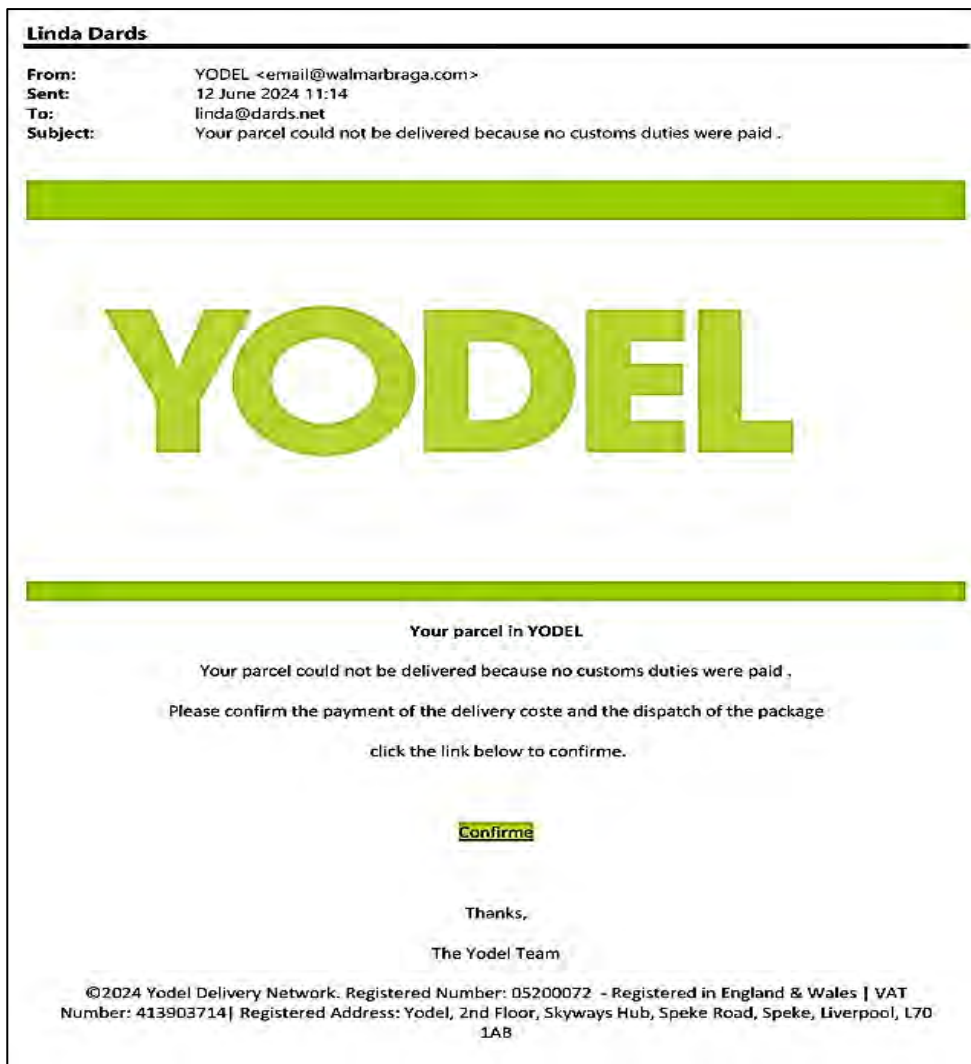 Linda Dards
From: YODEL <email@walmarbraga.com>
Sent: 12 June 2024 11:14
To: linda@dards.net
Subject: Your parcel could not be delivered because no customs duties were paid .
YODEL
Your parcel in YODEL
Your parcel could not be delivered because no customs duties were paid .
Please confirm the payment of the delivery coste and the dispatch of the package
click the link below to confirme.
Confirme
Thanks,
The Yodel Team
©2024 Yodel Delivery Network. Registered Number: 05200072 - Registered in England & Wales | VAT
Number: 413903714| Registered Address: Yodel, 2nd Floor, Skyways Hub, Speke Road, Speke, Liverpool, L70
1AB